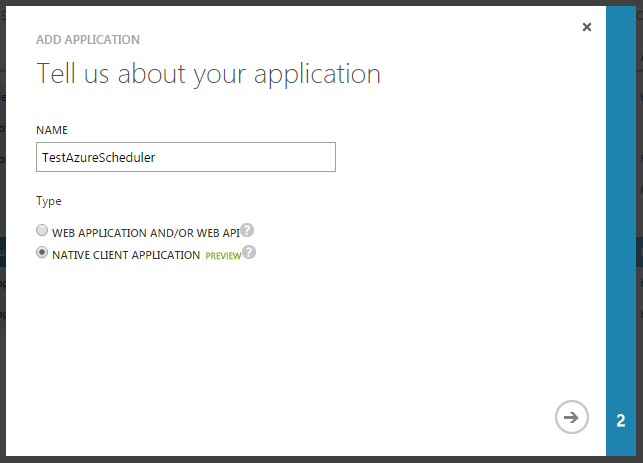 ADD APPLICATION
Tell us about your application
NAME
TestAzureScheduler
Type
WEB APPLICATION AND/OR WEB API ?
NATIVE CLIENT APPLICATION PREVIEW ?
2